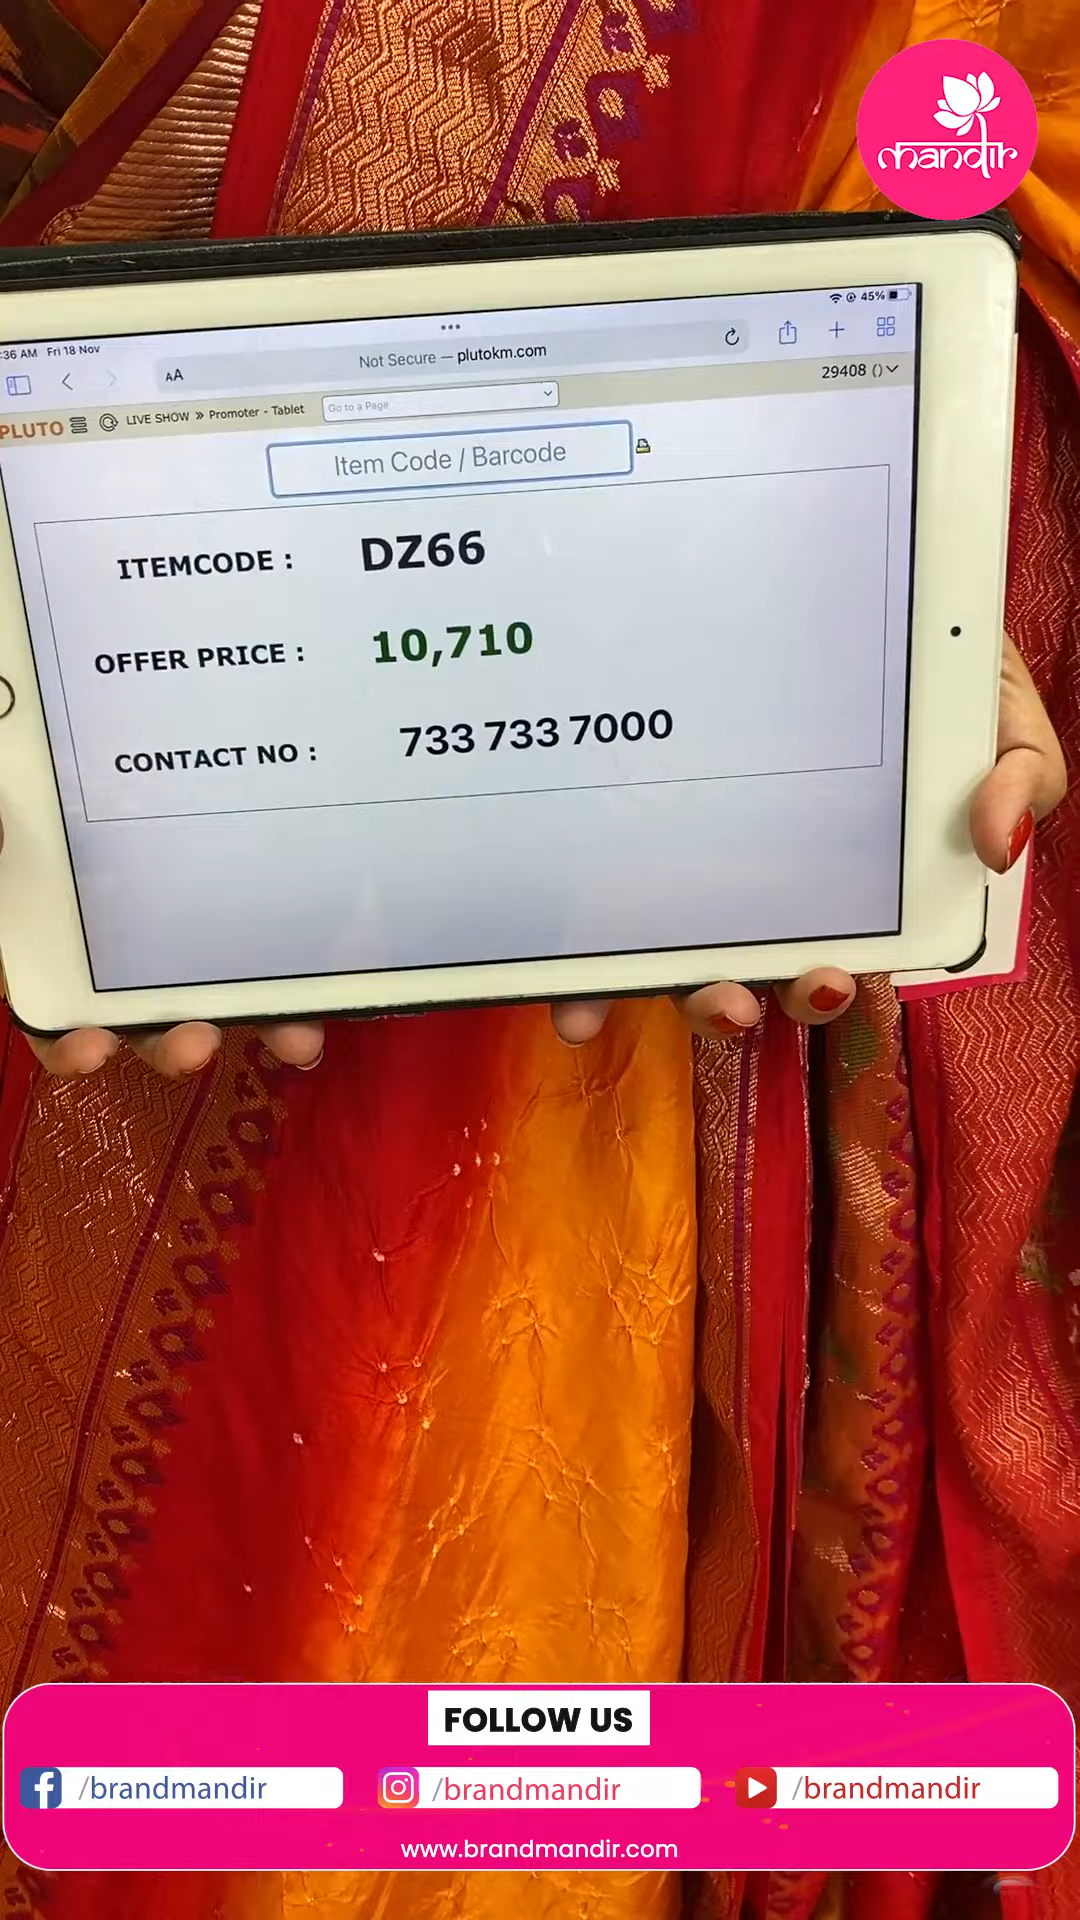 mandir
:36 AM Fri 18 Nov
45%
AA
Not Secure — plutokm.com
29408 ()
PLUTO
LIVE SHOW » Promoter - Tablet
Go to a Page
Item Code / Barcode
ITEMCODE : DZ66
OFFER PRICE : 10,710
CONTACT NO : 733 733 7000
FOLLOW US
/brandmandir /brandmandir /brandmandir
www.brandmandir.com